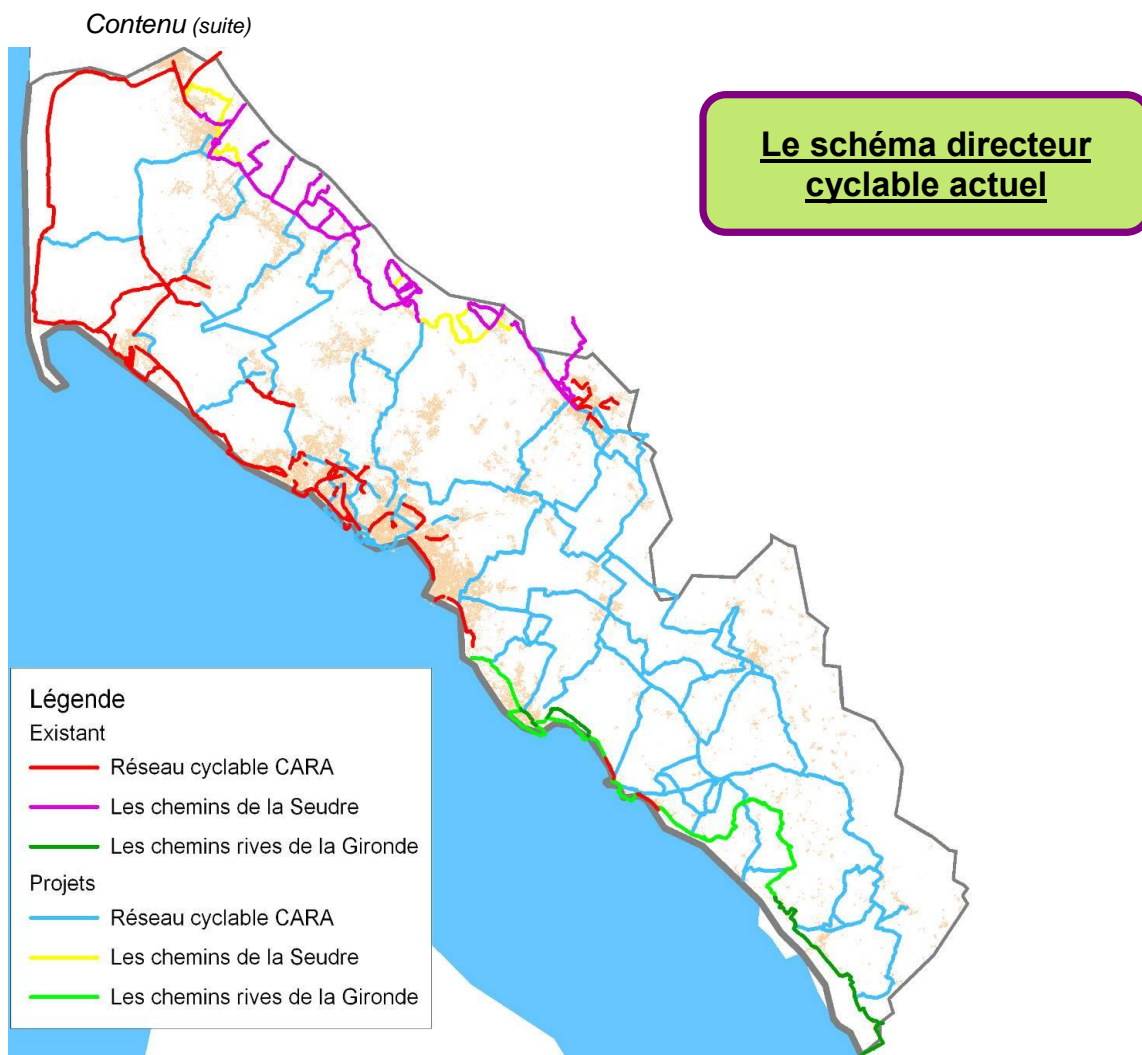 Contenu (suite)
Le schéma directeur
cyclable actuel
Légende
Existant
Réseau cyclable CARA
Les chemins de la Seudre
Les chemins rives de la Gironde
Projets
Réseau cyclable CARA
Les chemins de la Seudre
Les chemins rives de la Gironde